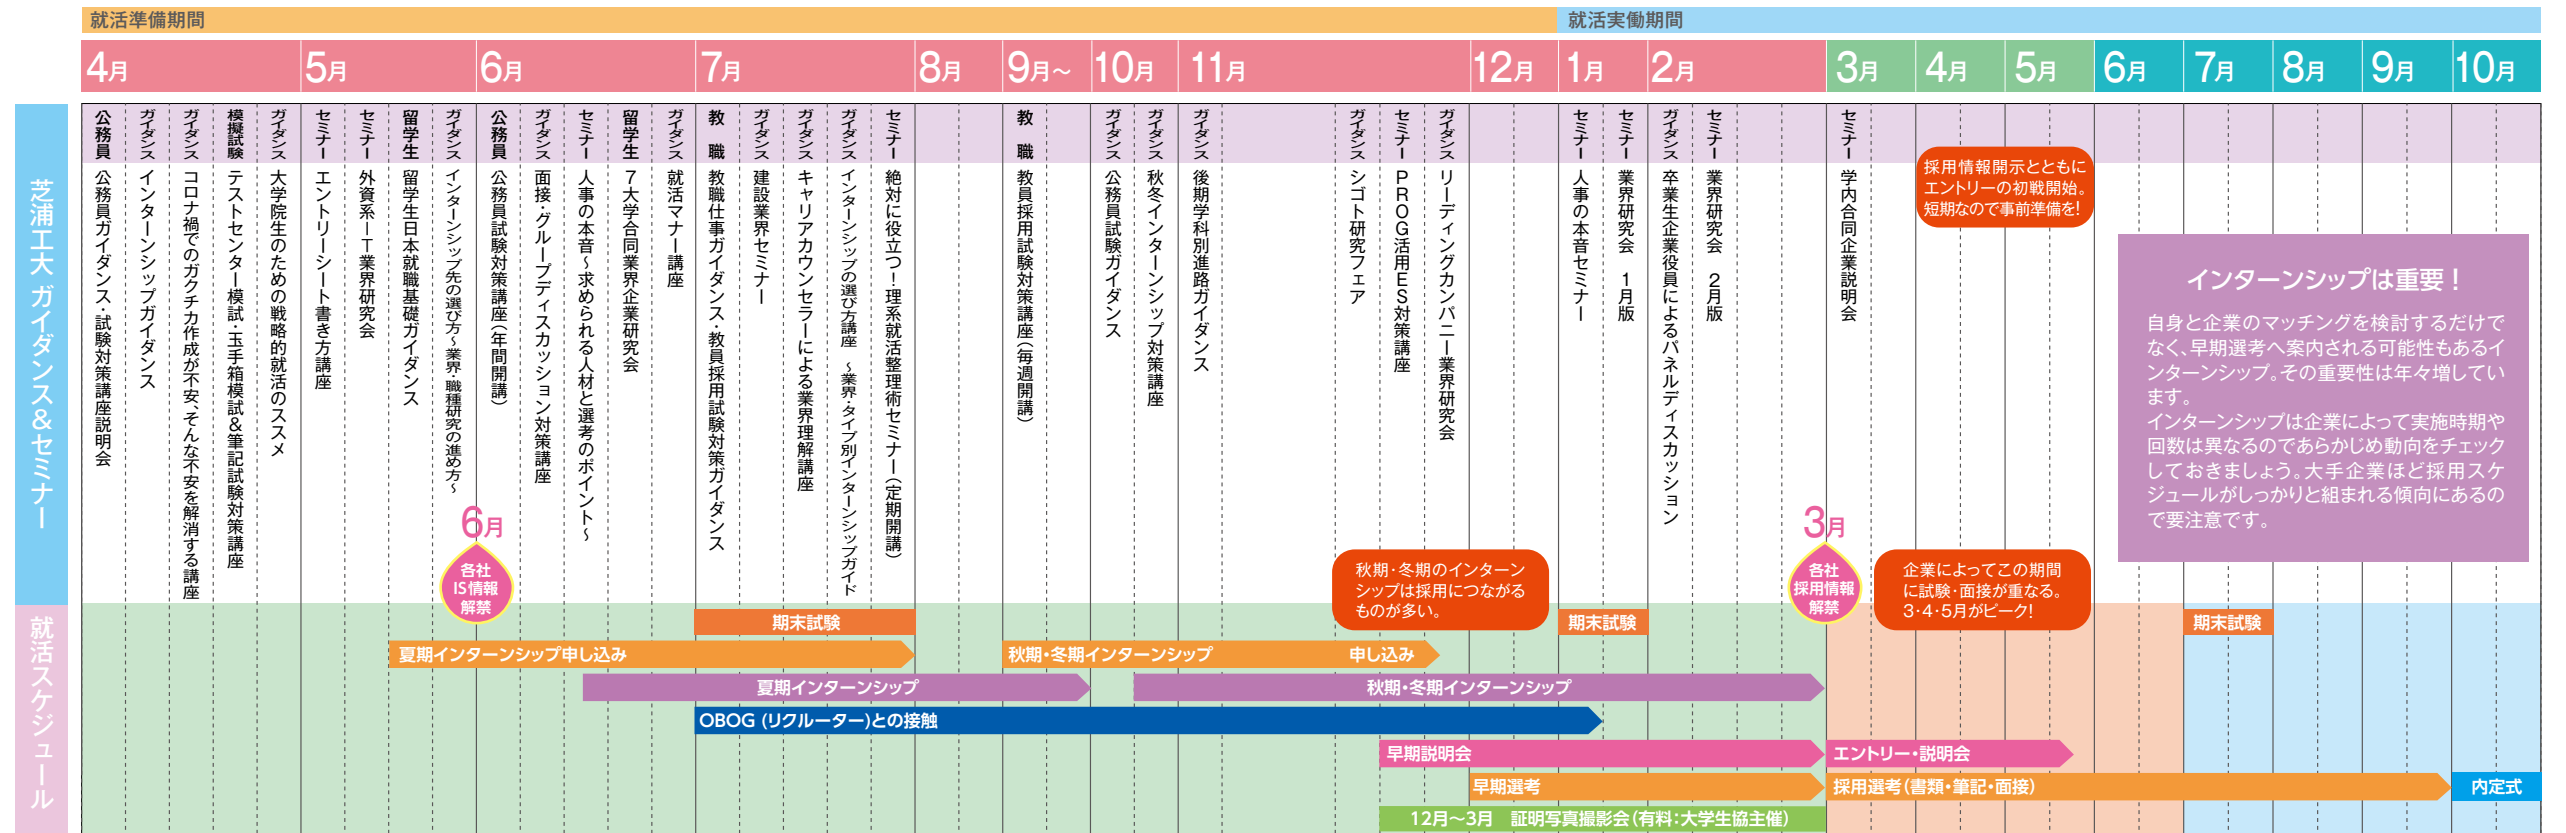 就活準備期間
就活実働期間
4月
5月
6月
7月
8月
9月～
10月
11月
12月
1月
2月
3月
4月
5月
6月
7月
8月
9月
10月
芝浦工大 ガイダンス&セミナー
公務員 公務員ガイダンス・試験対策講座説明会
ガイダンス インターンシップガイダンス
ガイダンス コロナ禍でのガクチカ作成が不安、そんな不安を解消する講座
模擬試験 テストセンター模試・玉手箱模試&筆記試験対策講座
ガイダンス 大学院生のための戦略的就活のススメ
セミナー エントリーシート書き方講座
セミナー 外資系IT業界研究会
留学生 留学生日本就職基礎ガイダンス
ガイダンス インターンシップ先の選び方～業界・職種研究の進め方～
公務員 公務員試験対策講座(年間開講)
ガイダンス 面接・グループディスカッション対策講座
セミナー 人事の本音～求められる人材と選考のポイント～
留学生 7大学合同業界企業研究会
ガイダンス 就活マナー講座
教職 教職仕事ガイダンス・教員採用試験対策ガイダンス
ガイダンス 建設業界セミナー
ガイダンス キャリアカウンセラーによる業界理解講座
ガイダンス インターンシップの選び方講座 ～業界・タイプ別インターンシップガイド
セミナー 絶対に役立つ!理系就活整理術セミナー(定期開講)
教職 教員採用試験対策講座(毎週開講)
ガイダンス 公務員試験ガイダンス
ガイダンス 秋冬インターンシップ対策講座
ガイダンス 後期学科別進路ガイダンス
ガイダンス シゴト研究フェア
セミナー PROG活用ES対策講座
ガイダンス リーディングカンパニー業界研究会
セミナー 人事の本音セミナー
セミナー 業界研究会 1月版
ガイダンス 卒業生企業役員によるパネルディスカッション
セミナー 業界研究会 2月版
セミナー 学内合同企業説明会
採用情報開示とともに
エントリーの初戦開始。
短期なので事前準備を!
インターンシップは重要!
自身と企業のマッチングを検討するだけで
なく、早期選考へ案内される可能性もあるイ
ンターンシップ。その重要性は年々増してい
ます。
インターンシップは企業によって実施時期や
回数は異なるのであらかじめ動向をチェック
しておきましょう。大手企業ほど採用スケ
ジュールがしっかりと組まれる傾向にあるの
で要注意です。
6月
各社
IS情報
解禁
秋期・冬期のインターン
シップは採用につながる
ものが多い。
3月
各社
採用情報
解禁
企業によってこの期間
に試験・面接が重なる。
3・4・5月がピーク!
就活スケジュール
期末試験
期末試験
期末試験
夏期インターンシップ申し込み
秋期・冬期インターンシップ 申し込み
夏期インターンシップ
秋期・冬期インターンシップ
OBOG (リクルーター)との接触
早期説明会
エントリー・説明会
早期選考
採用選考(書類・筆記・面接)
内定式
12月～3月 証明写真撮影会(有料:大学生協主催)